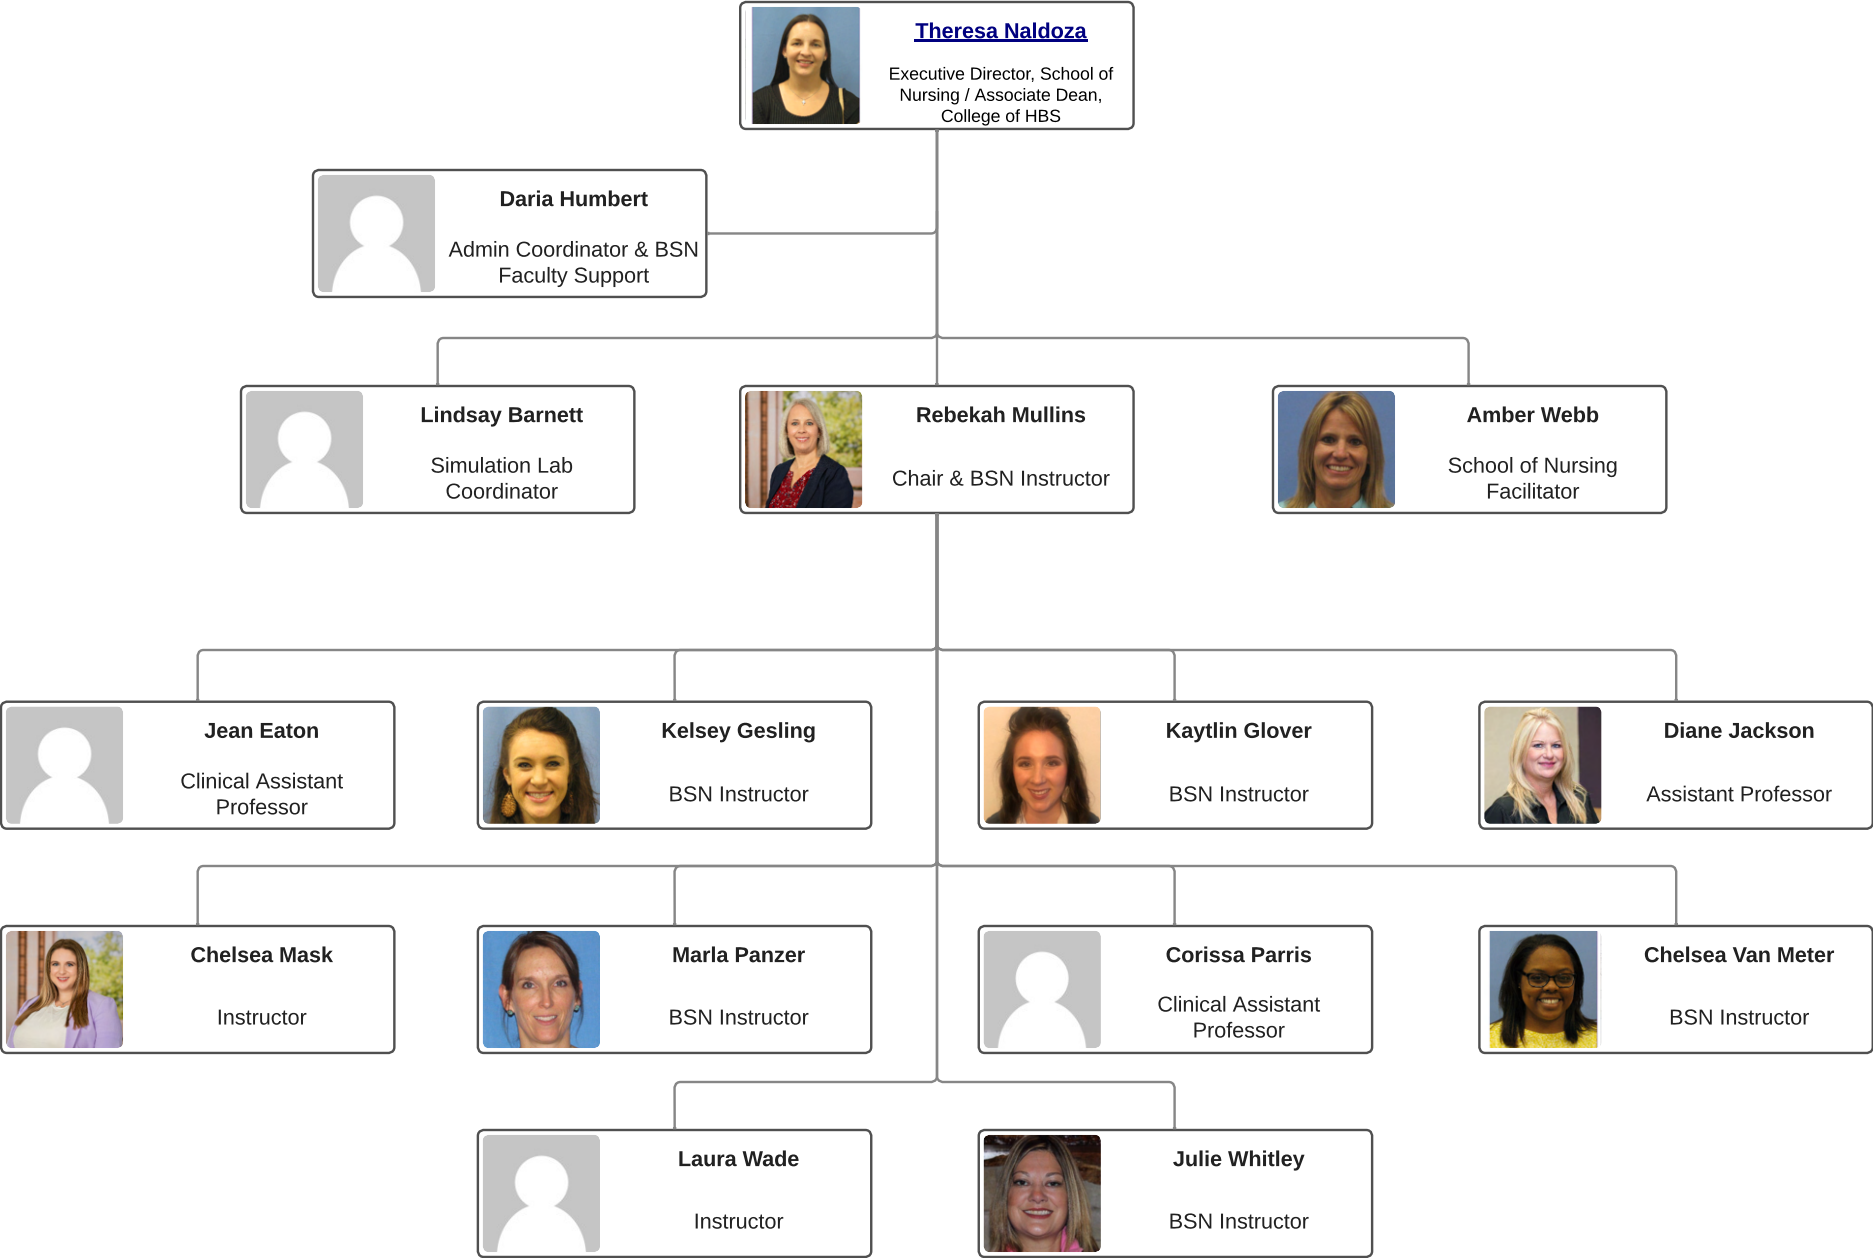 Theresa Naldoza
Executive Director, School of
Nursing / Associate Dean,
College of HBS
Daria Humbert
Admin Coordinator & BSN
Faculty Support
Lindsay Barnett
Simulation Lab
Coordinator
Rebekah Mullins
Chair & BSN Instructor
Amber Webb
School of Nursing
Facilitator
Jean Eaton
Clinical Assistant
Professor
Kelsey Gesling
BSN Instructor
Kaytlin Glover
BSN Instructor
Diane Jackson
Assistant Professor
Chelsea Mask
Instructor
Marla Panzer
BSN Instructor
Corissa Parris
Clinical Assistant
Professor
Chelsea Van Meter
BSN Instructor
Laura Wade
Instructor
Julie Whitley
BSN Instructor